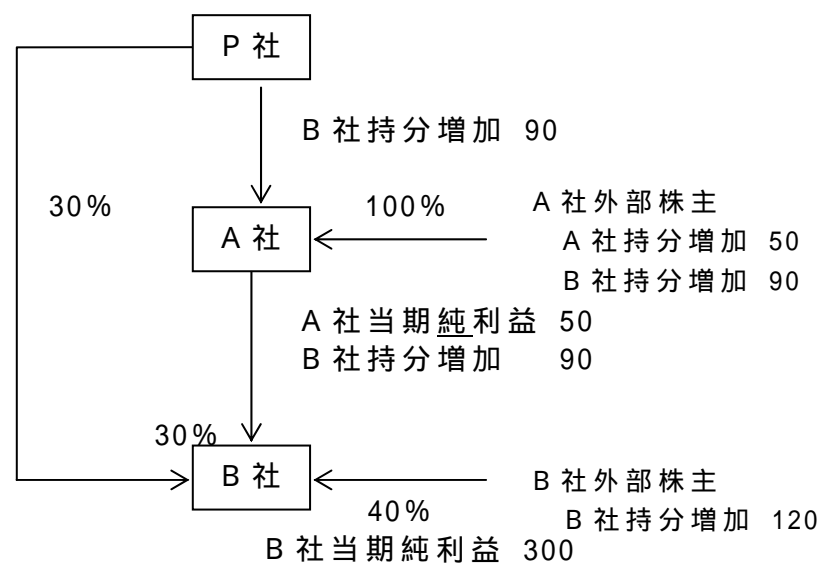 P 社
B 社持分増加 90
30%
100%
A 社外部株主
A 社持分増加 50
B 社持分増加 90
A 社
A 社当期純利益 50
B 社持分増加 90
30%
B 社
40%
B 社外部株主
B 社持分増加 120
B 社当期純利益 300